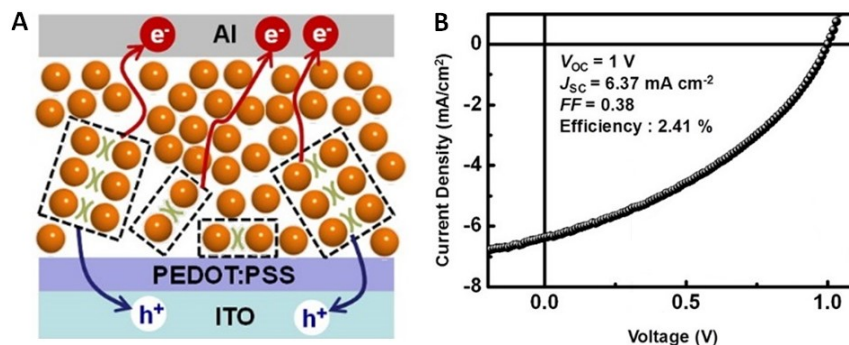 A
Al
e-
e-
e-
PEDOT:PSS
h+
ITO
h+
B
Current Density (mA/cm²)
0
-2
-4
-6
-8
VOC = 1 V
JSC = 6.37 mA cm⁻²
FF = 0.38
Efficiency : 2.41 %
0.0
0.5
1.0
Voltage (V)